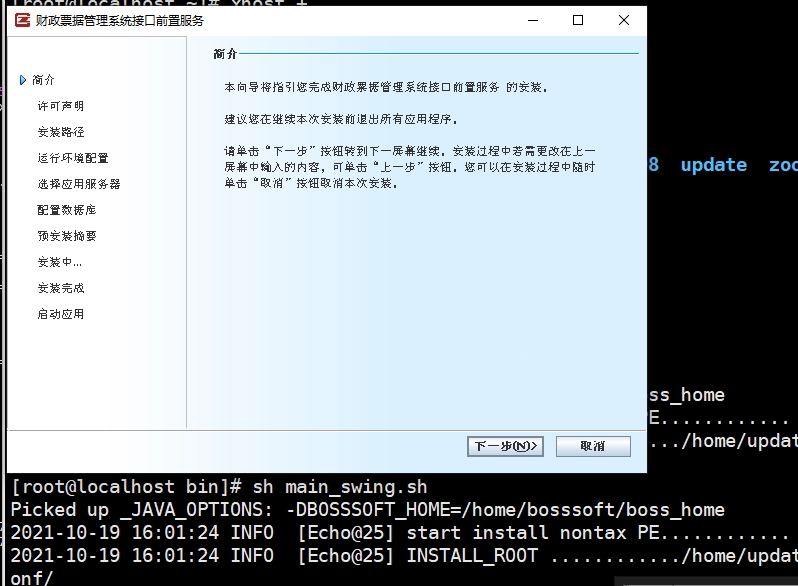 [root@localhost ~]# xhost +
财政票据管理系统接口前置服务
简介
简介
许可声明
安装路径
运行环境配置
选择应用服务器
配置数据库
预安装摘要
安装中...
安装完成
启动应用
本向导将指引您完成财政票据管理系统接口前置服务 的安装。
建议您在继续本次安装前退出所有应用程序。
请单击“下一步”按钮转到下一屏幕继续。安装过程中若需更改在上一
屏幕中输入的内容，可单击“上一步”按钮。您可以在安装过程中随时
单击“取消”按钮取消本次安装。
下一步(N)>
取消
8 update zoo
ss_home
PE............
.../home/updat
[root@localhost bin]# sh main_swing.sh
Picked up _JAVA_OPTIONS: -DBOSSSOFT_HOME=/home/bosssoft/boss_home
2021-10-19 16:01:24 INFO [Echo@25] start install nontax PE............
2021-10-19 16:01:24 INFO [Echo@25] INSTALL_ROOT ............/home/updat
onf/